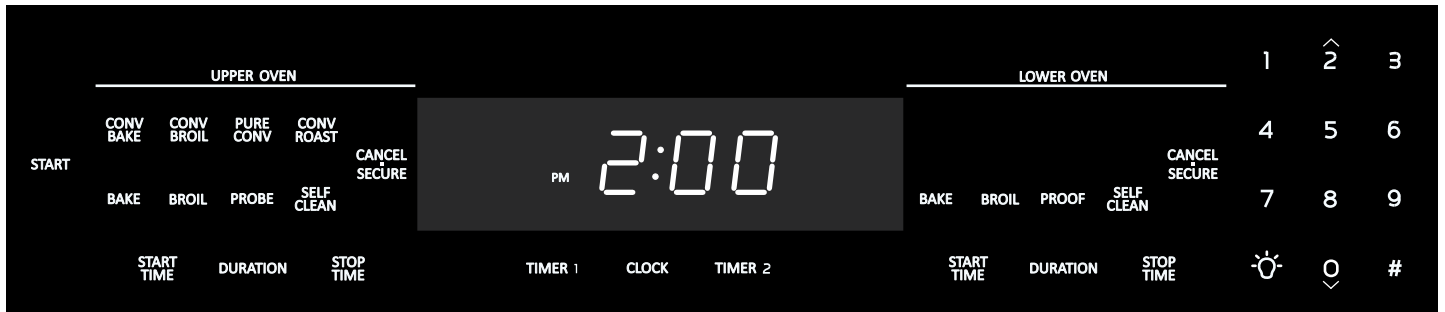 UPPER OVEN
LOWER OVEN
1 2 3
CONV BAKE
CONV BROIL
PURE CONV
CONV ROAST
4 5 6
START
CANCEL
SECURE
PM 2:00
CANCEL
SECURE
BAKE BROIL PROBE
SELF CLEAN
BAKE BROIL PROOF
SELF CLEAN
7 8 9
START TIME
DURATION
STOP TIME
TIMER 1 CLOCK TIMER 2
START TIME
DURATION
STOP TIME
0 #